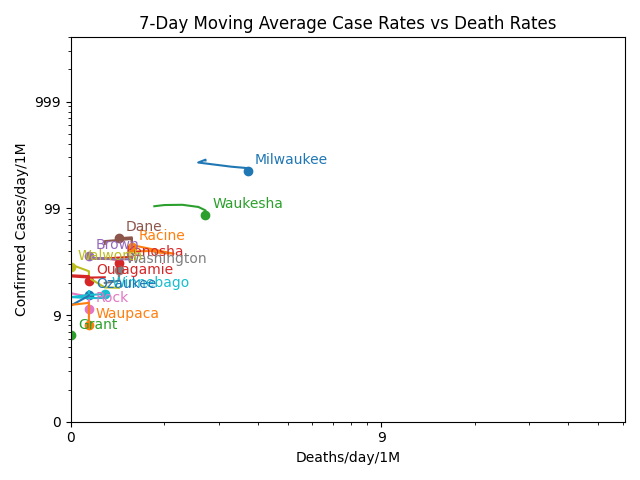 7-Day Moving Average Case Rates vs Death Rates
Confirmed Cases/day/1M
999
99
9
0
Milwaukee
Waukesha
Dane
Racine
Brown
Kenosha
Walworth
Washington
Outagamie
Ozaukee
Winnebago
Rock
Waupaca
Grant
0
9
Deaths/day/1M